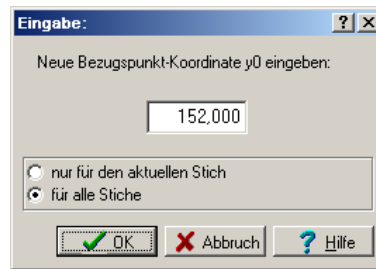 Eingabe:
Neue Bezugspunkt-Koordinate y0 eingeben:
152,000
nur für den aktuellen Stich
für alle Stiche
OK Abbruch ? Hilfe